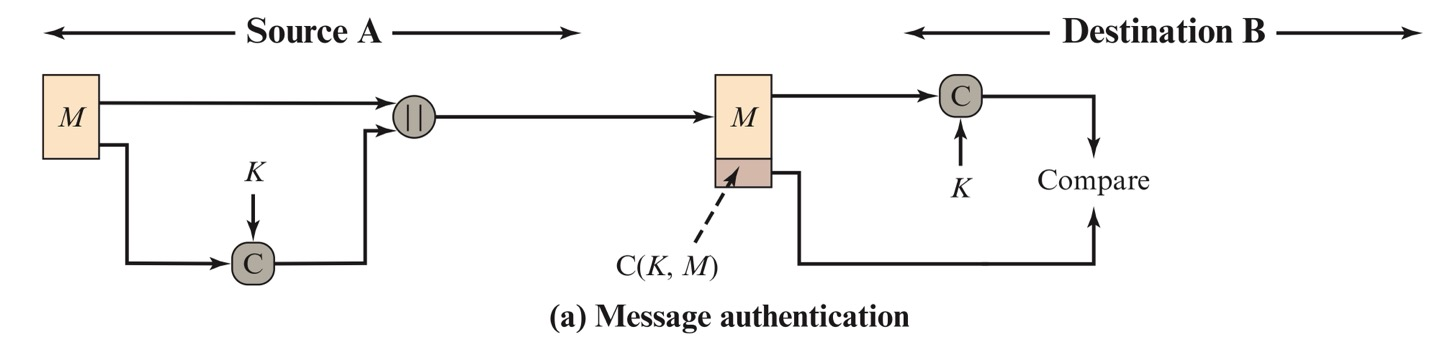 Source A
Destination B
M
||
M
C
K
K
Compare
C
C(K, M)
(a) Message authentication